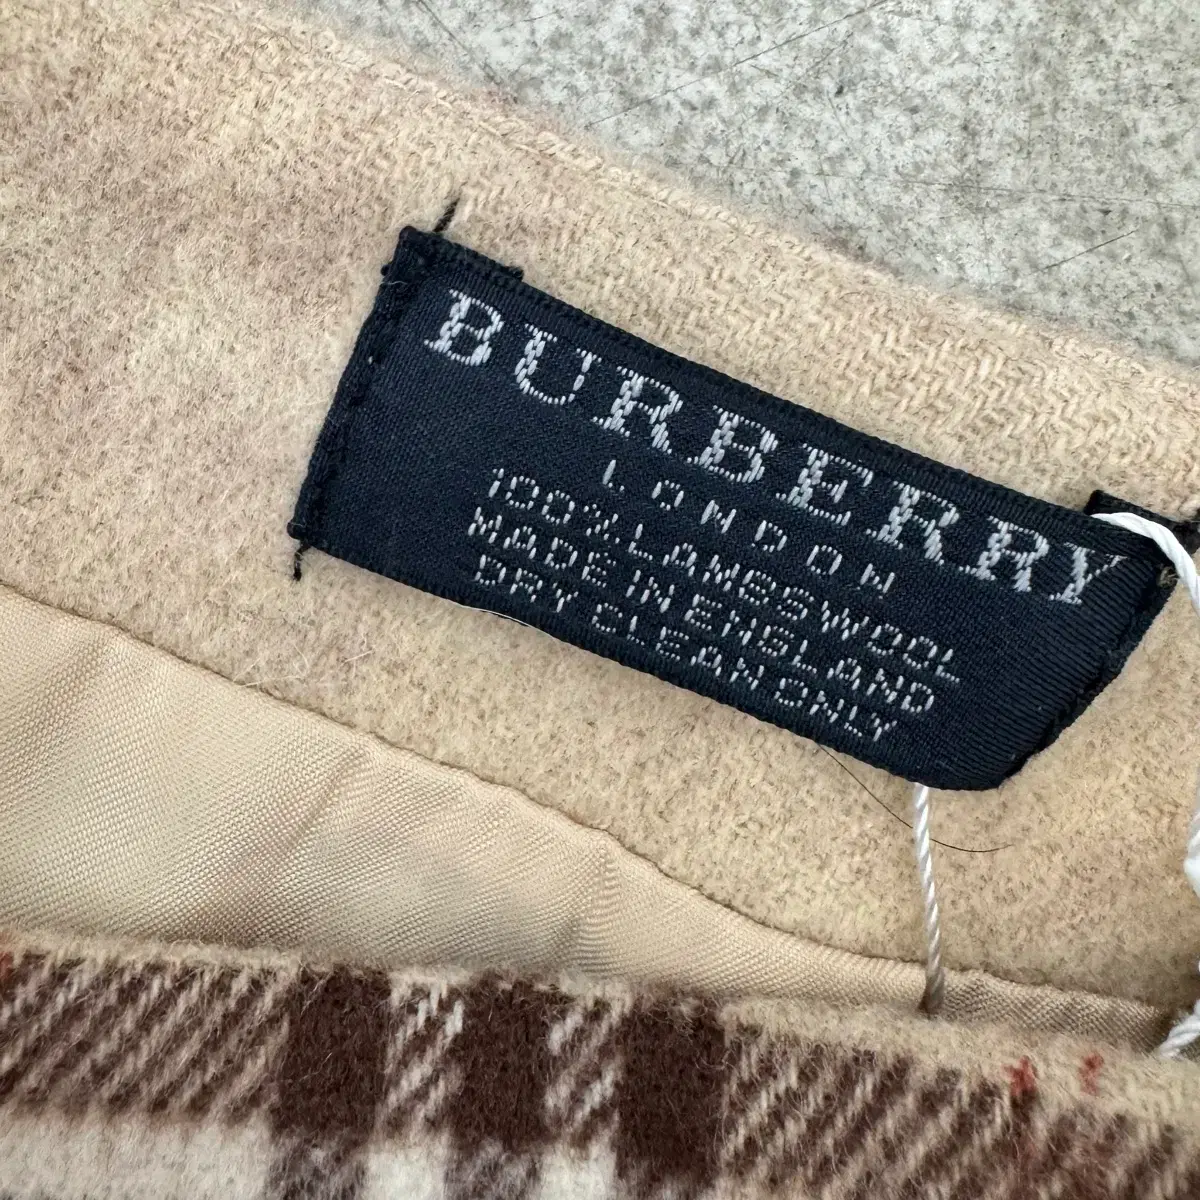 BURBERRY
LONDON
100% LAMBSWOOL
MADE IN ENGLAND
DRY CLEAN ONLY